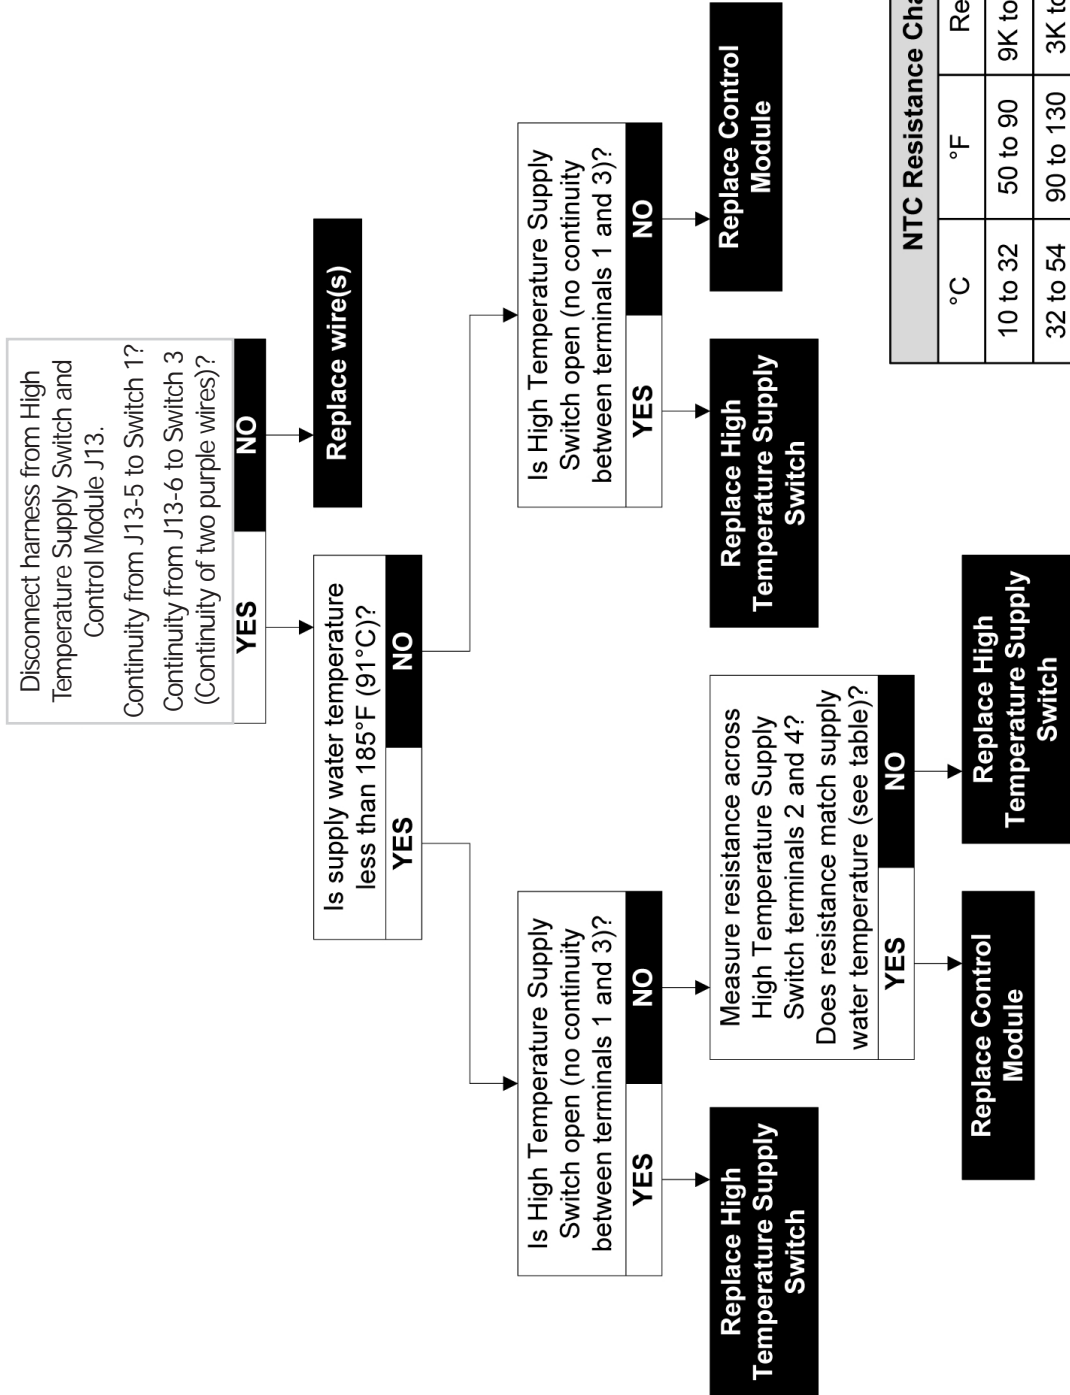 Disconnect harness from High
Temperature Supply Switch and
Control Module J13.
Continuity from J13-5 to Switch 1?
Continuity from J13-6 to Switch 3
(Continuity of two purple wires)?
YES
NO
Replace wire(s)
Is supply water temperature
less than 185°F (91°C)?
YES
NO
Is High Temperature Supply
Switch open (no continuity
between terminals 1 and 3)?
YES
NO
Is High Temperature Supply
Switch open (no continuity
between terminals 1 and 3)?
YES
NO
Replace High
Temperature Supply
Switch
Measure resistance across
High Temperature Supply
Switch terminals 2 and 4?
Does resistance match supply
water temperature (see table)?
YES
NO
Replace High
Temperature Supply
Switch
Replace Control
Module
Replace Control
Module
Replace High
Temperature Supply
Switch
NTC Resistance
°C °F
10 to 32 50 to 90 9K to
32 to 54 90 to 130 3K to